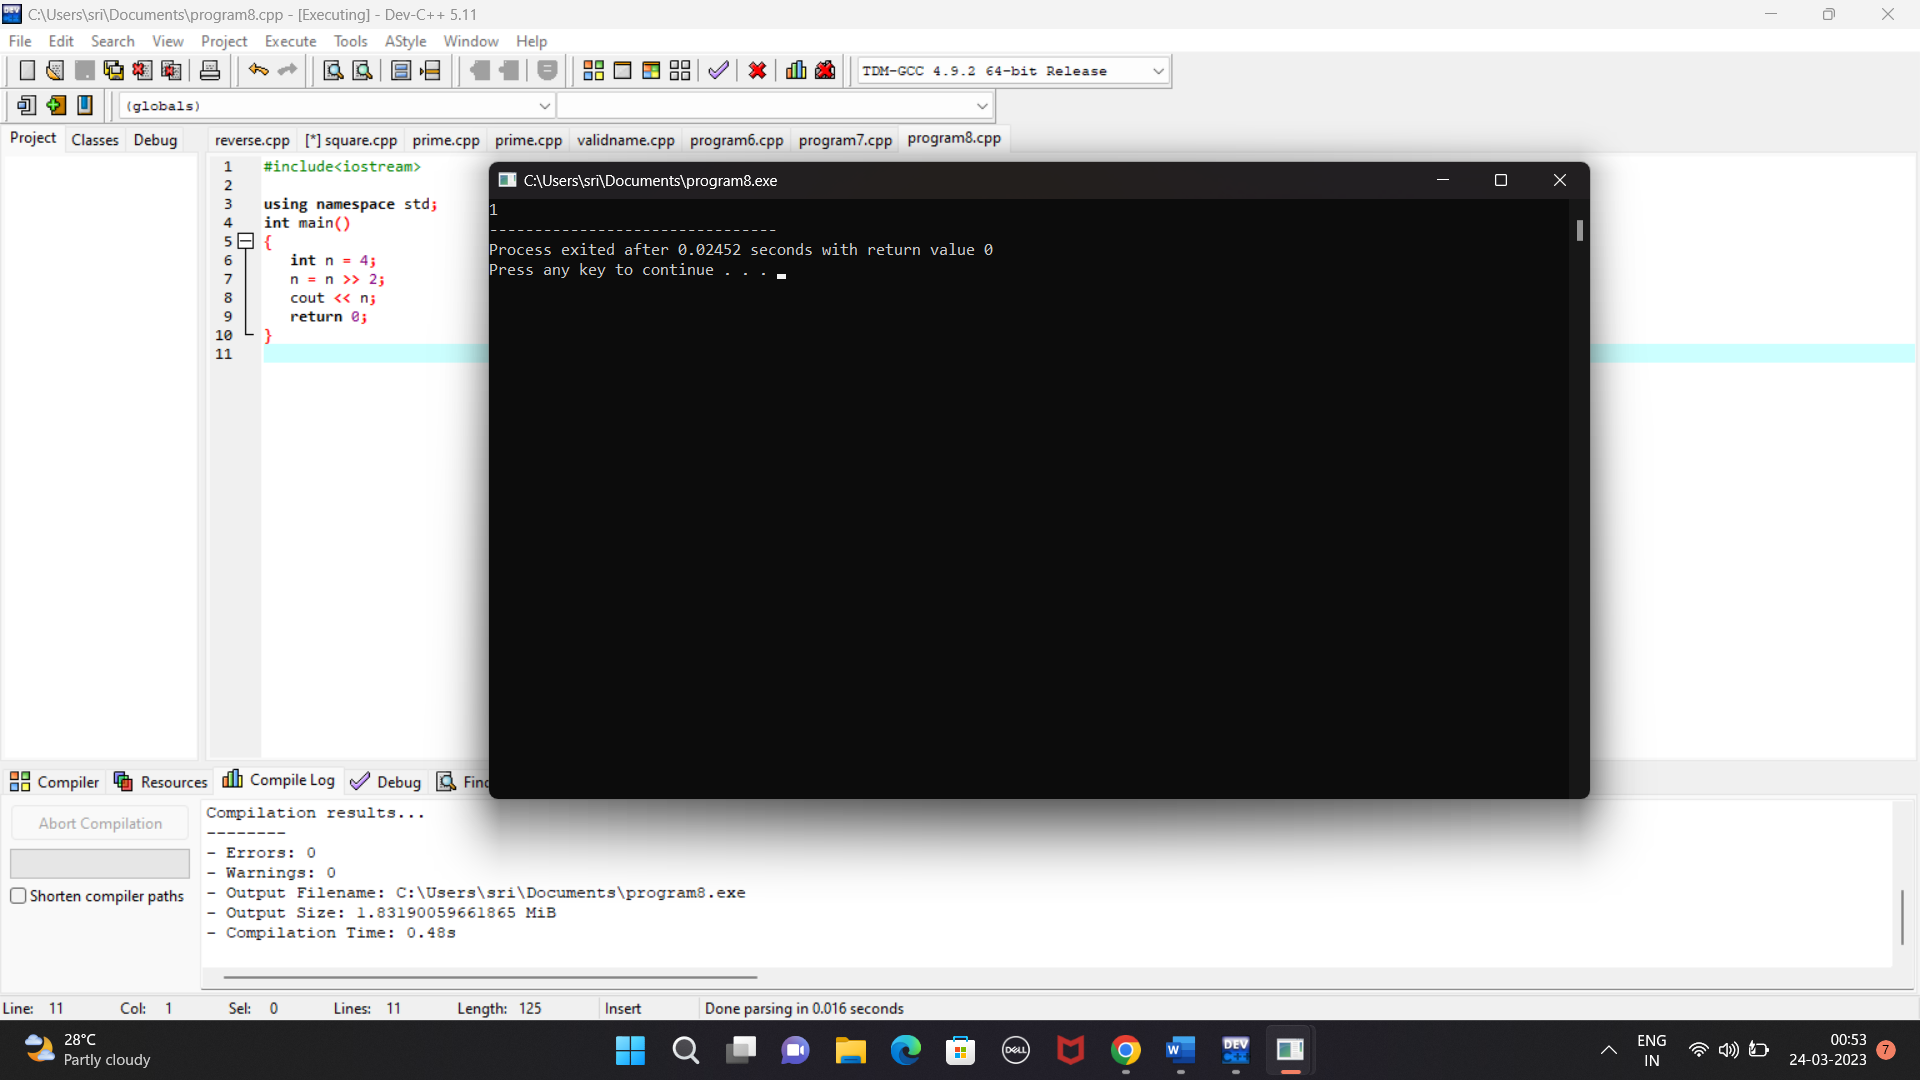 C:\Users\sri\Documents\program8.cpp - [Executing] - Dev-C++ 5.11
File Edit Search View Project Execute Tools AStyle Window Help
TDM-GCC 4.9.2 64-bit Release
(globals)
Project Classes Debug reverse.cpp [*] square.cpp prime.cpp prime.cpp validname.cpp program6.cpp program7.cpp program8.cpp
1 #include<iostream>
2
3 using namespace std;
4 int main()
5 {
6 int n = 4;
7 n = n >> 2;
8 cout << n;
9 return 0;
10 }
11
C:\Users\sri\Documents\program8.exe
1
--------------------------------
Process exited after 0.02452 seconds with return value 0
Press any key to continue . . .
Compiler Resources Compile Log Debug Find
Abort Compilation
Shorten compiler paths
Compilation results...
--------
- Errors: 0
- Warnings: 0
- Output Filename: C:\Users\sri\Documents\program8.exe
- Output Size: 1.83190059661865 MiB
- Compilation Time: 0.48s
Line: 11 Col: 1 Sel: 0 Lines: 11 Length: 125 Insert Done parsing in 0.016 seconds
28°C
Partly cloudy
DELL
W
DEV
C++
ENG
IN
00:53
24-03-2023
7